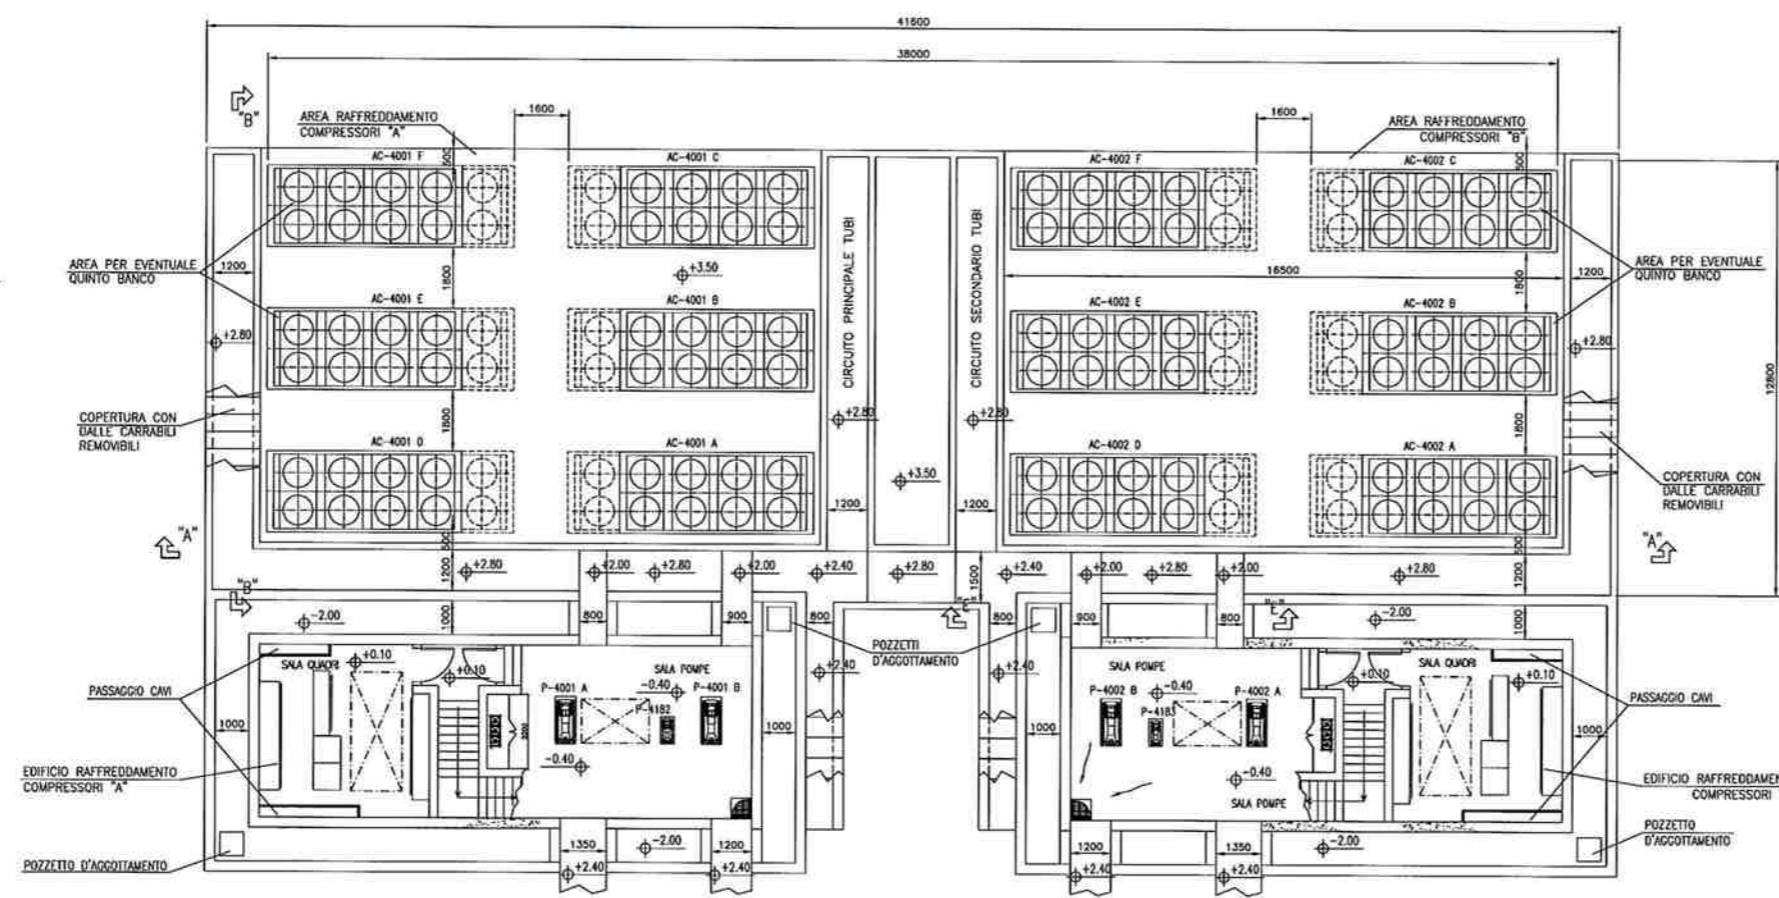 41600
38000
"B"
AREA RAFFREDDAMENTO
COMPRESSORI "A"
1600
1600
AREA RAFFREDDAMENTO
COMPRESSORI "B"
AC-4001 F
500
AC-4001 C
AC-4002 F
AC-4002 C
500
CIRCUITO PRINCIPALE TUBI
CIRCUITO SECONDARIO TUBI
AREA PER EVENTUALE
QUINTO BANCO
1200
1800
+3.50
16500
1800
1200
AREA PER EVENTUALE
QUINTO BANCO
AC-4001 E
AC-4001 B
AC-4002 E
AC-4002 B
+2.80
+2.80
12800
COPERTURA CON
DALLE CARRABILI
REMOVIBILI
1800
+2.80
+2.80
1800
AC-4001 D
AC-4001 A
AC-4002 D
AC-4002 A
+3.50
COPERTURA CON
DALLE CARRABILI
REMOVIBILI
1200
1200
"A"
500
500
"A"
1200
+2.80
+2.00
+2.80
+2.00
+2.40
+2.80
1500
+2.40
+2.00
+2.80
+2.00
+2.80
1200
"B"
-2.00
1000
800
900
800
"E"
800
900
800
"E"
-2.00
1000
POZZETTI
D'AGGOTTAMENTO
SALA QUADRI
+0.10
+0.10
SALA POMPE
+2.40
+2.40
SALA POMPE
+0.10
SALA QUADRI
+0.10
PASSAGGIO CAVI
P-4001 A
-0.40
P-4001 B
P-4182
P-4002 B
-0.40
P-4002 A
P-4183
PASSAGGIO CAVI
1000
1000
1000
1000
-0.40
-0.40
EDIFICIO RAFFREDDAMENTO
COMPRESSORI "A"
SALA POMPE
EDIFICIO RAFFREDDAMEN
COMPRESSORI
POZZETTO D'AGGOTTAMENTO
1350
-2.00
1200
1200
1350
-2.00
POZZETTO
D'AGGOTTAMENTO
+2.40
+2.40
+2.40
+2.40